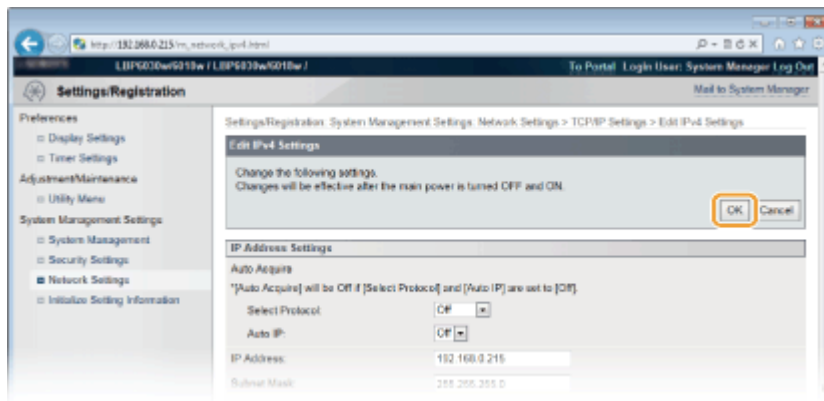 http://192.168.0.215/m_network_ipv4.html
LBP6030w/6018w / LBP6030w/6018w /
To Portal Login User: System Manager Log Out
Settings/Registration
Mail to System Manager
Preferences
Display Settings
Timer Settings
Adjustment/Maintenance
Utility Menu
System Management Settings
System Management
Security Settings
Network Settings
Initialize Setting Information
Settings/Registration: System Management Settings: Network Settings > TCP/IP Settings > Edit IPv4 Settings
Edit IPv4 Settings
Change the following settings.
Changes will be effective after the main power is turned OFF and ON.
OK Cancel
IP Address Settings
Auto Acquire
*[Auto Acquire] will be Off if [Select Protocol] and [Auto IP] are set to [Off].
Select Protocol: Off
Auto IP: Off
IP Address: 192.168.0.215
Subnet Mask: 255.255.255.0